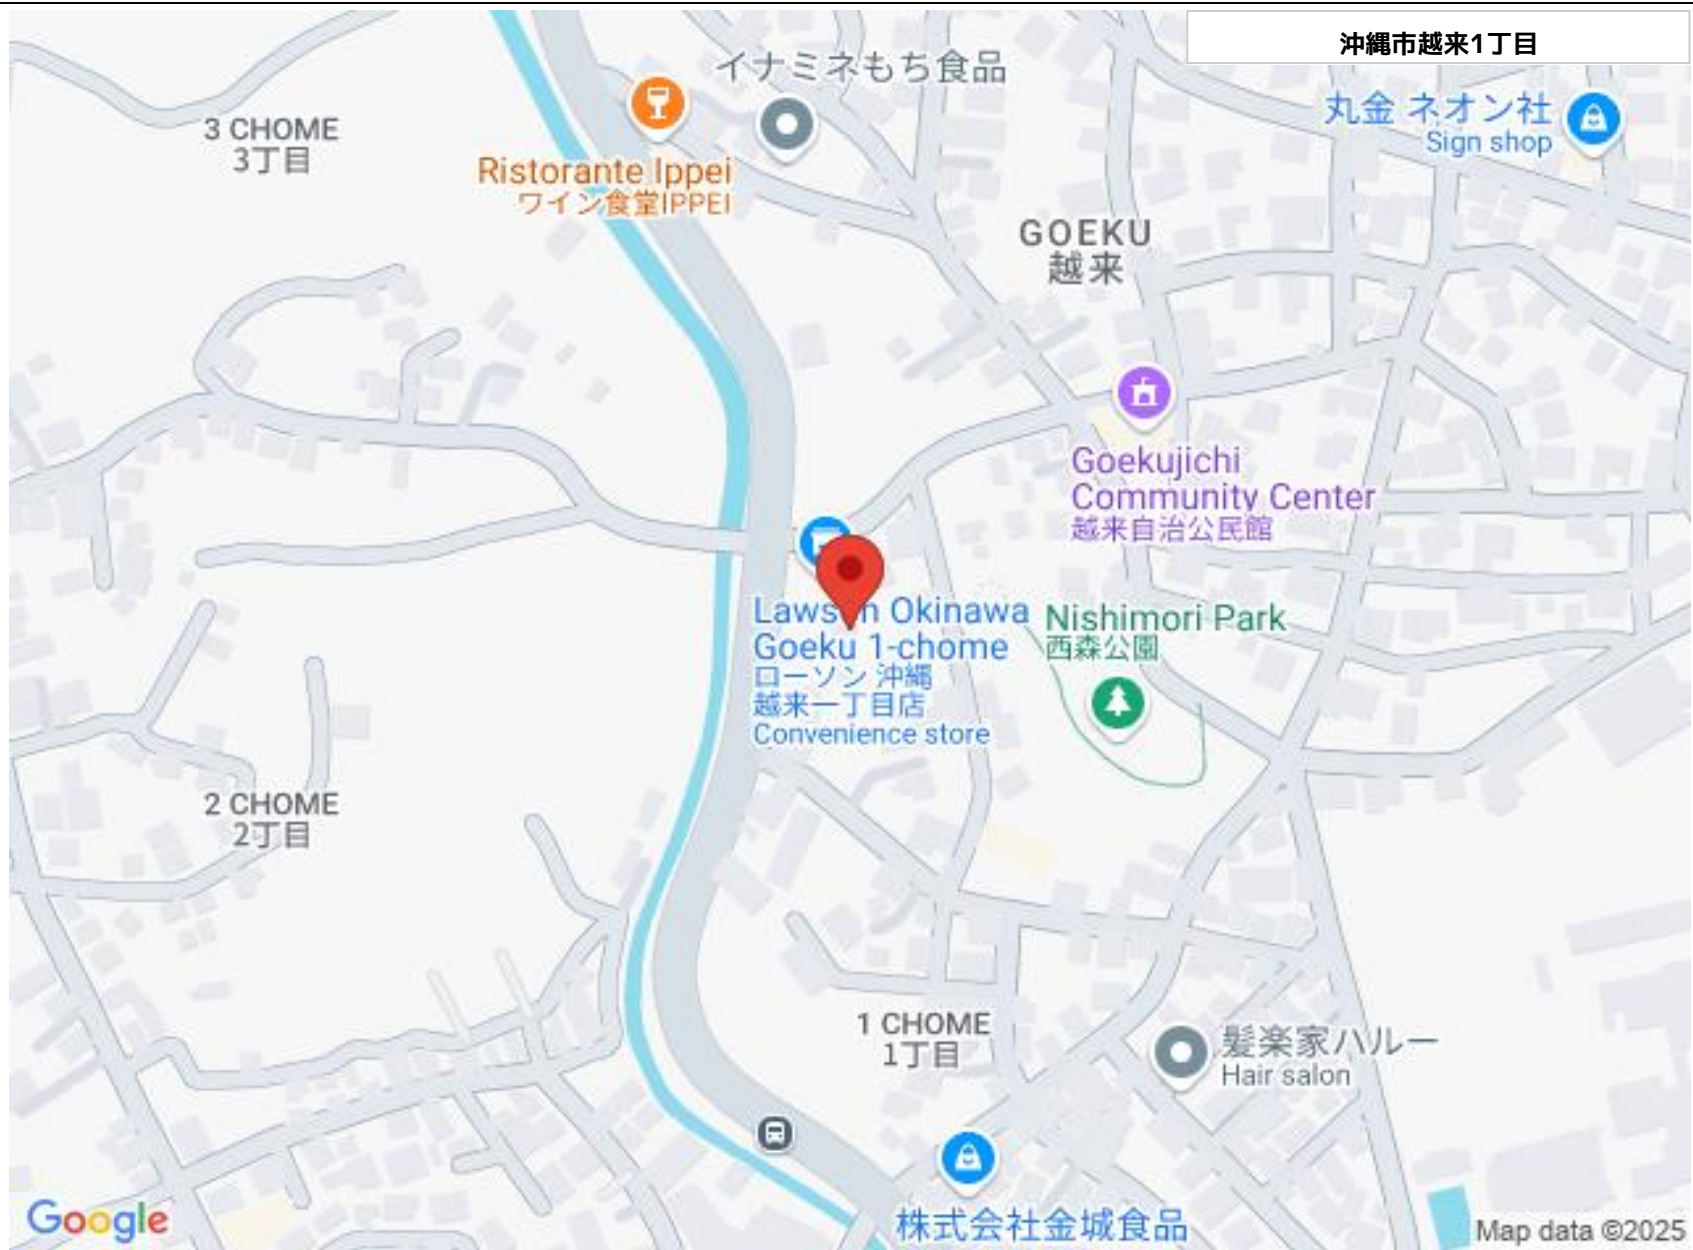 沖縄市越来1丁目
イナミネもち食品
丸金 ネオン社
Sign shop
3 CHOME
3丁目
Ristorante Ippei
ワイン食堂IPPEI
GOEKU
越来
Goekujichi
Community Center
越来自治公民館
Lawson Okinawa
Goeku 1-chome
ローソン 沖縄
越来一丁目店
Convenience store
Nishimori Park
西森公園
2 CHOME
2丁目
1 CHOME
1丁目
髪楽家ハルー
Hair salon
株式会社金城食品
Google
Map data ©2025